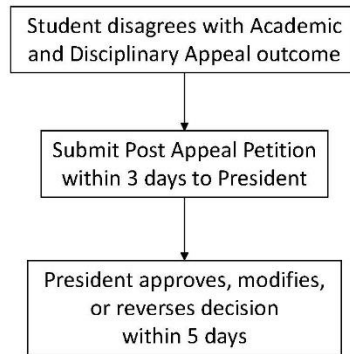 Student disagrees with Academic
and Disciplinary Appeal outcome
Submit Post Appeal Petition
within 3 days to President
President approves, modifies,
or reverses decision
within 5 days